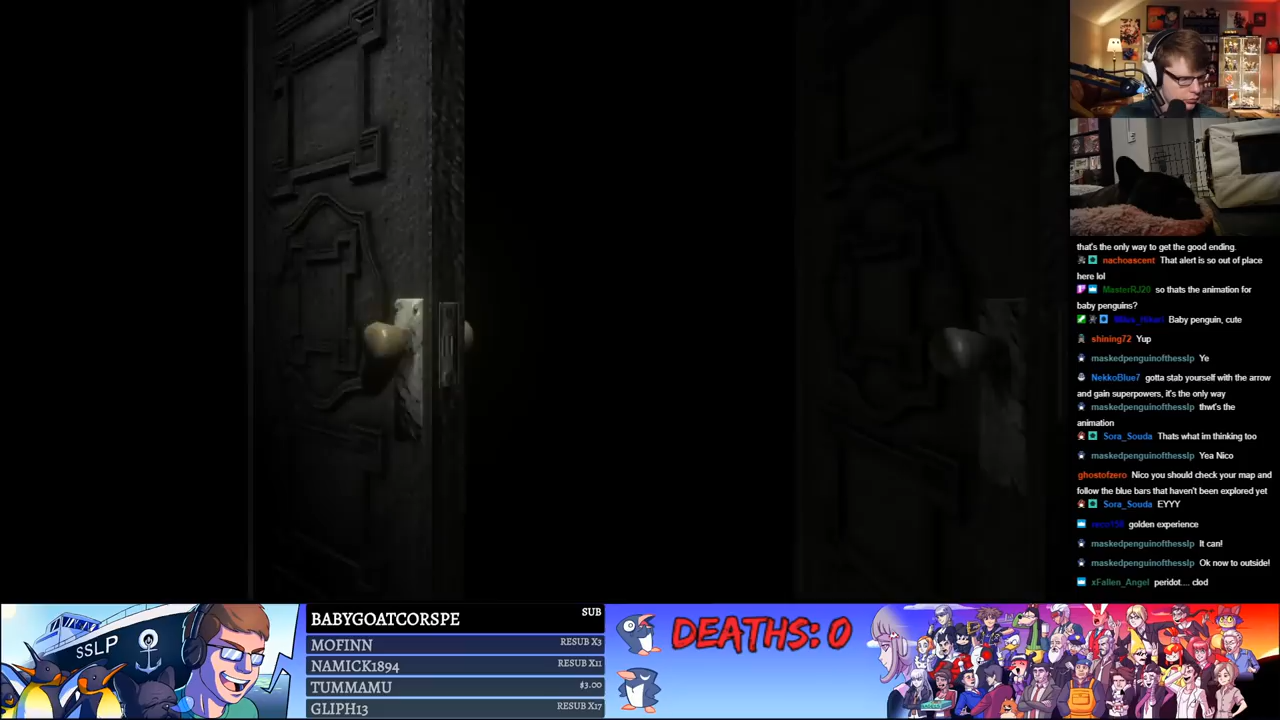 that's the only way to get the good ending.
nachoascent That alert is so out of place
here lol
MasterRJ20 so thats the animation for
baby penguins?
Baby penguin, cute
shining72 Yup
maskedpenguinofthesslp Ye
NekkoBlue7 gotta stab yourself with the arrow
and gain superpowers, it's the only way
maskedpenguinofthesslp thwt's the
animation
Sora_Souda Thats what im thinking too
maskedpenguinofthesslp Yea Nico
ghostofzero Nico you should check your map and
follow the blue bars that haven't been explored yet
Sora_Souda EYYY
golden experience
maskedpenguinofthesslp It can!
maskedpenguinofthesslp Ok now to outside!
xFallen_Angel peridot.... clod
SSLP
BABYGOATCORSPE SUB
MOFINN RESUB X3
NAMICK1894 RESUB X11
TUMMAMU $3.00
GLIPH13 RESUB X17
DEATHS: 0